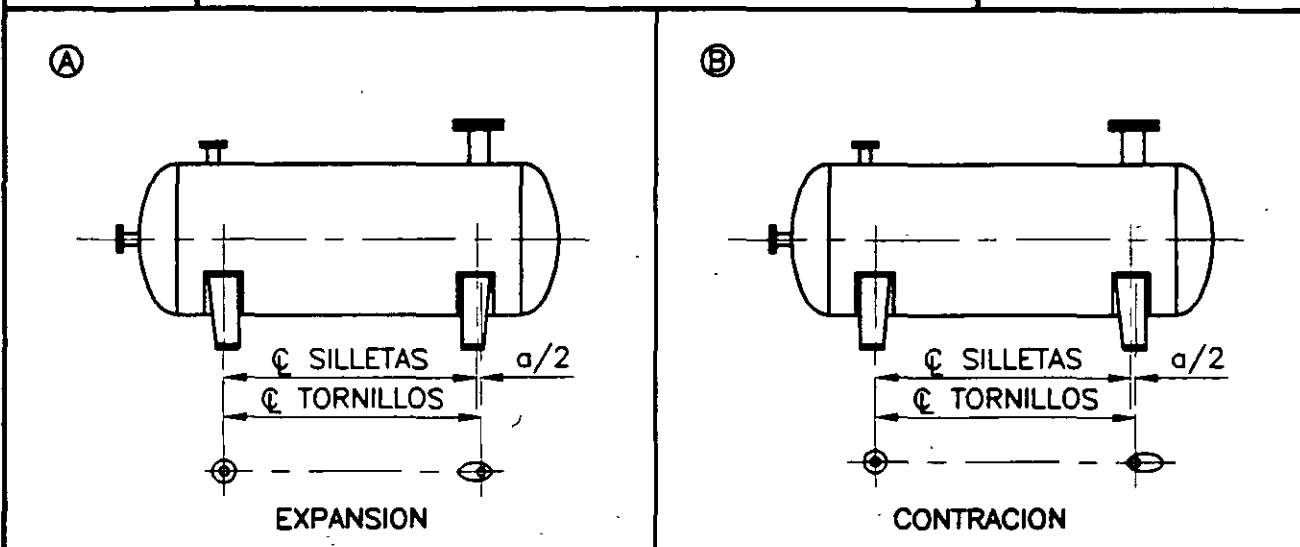 A
℄ SILLETAS
a/2
℄ TORNILLOS
EXPANSION
B
℄ SILLETAS
a/2
℄ TORNILLOS
CONTRACION